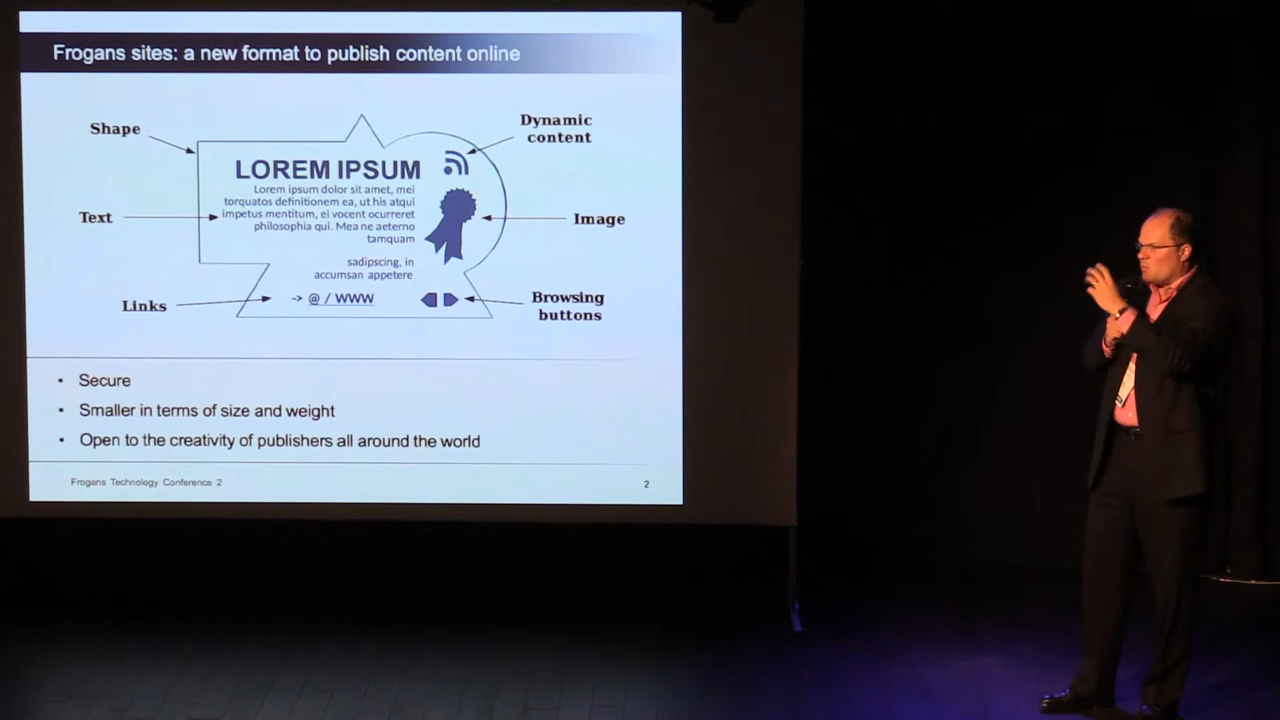 Frogans sites: a new format to publish content online
Shape
Dynamic
content
LOREM IPSUM
Lorem ipsum dolor sit amet, mei
torquatos definitionem ea, ut his atqui
impetus mentitum, ei vocent ocurreret
philosophia qui. Mea ne aeterno
tamquam
Text
Image
sadipscing, in
accumsan appetere
Links
-> @ / WWW
Browsing
buttons
• Secure
• Smaller in terms of size and weight
• Open to the creativity of publishers all around the world
Frogans Technology Conference 2
2